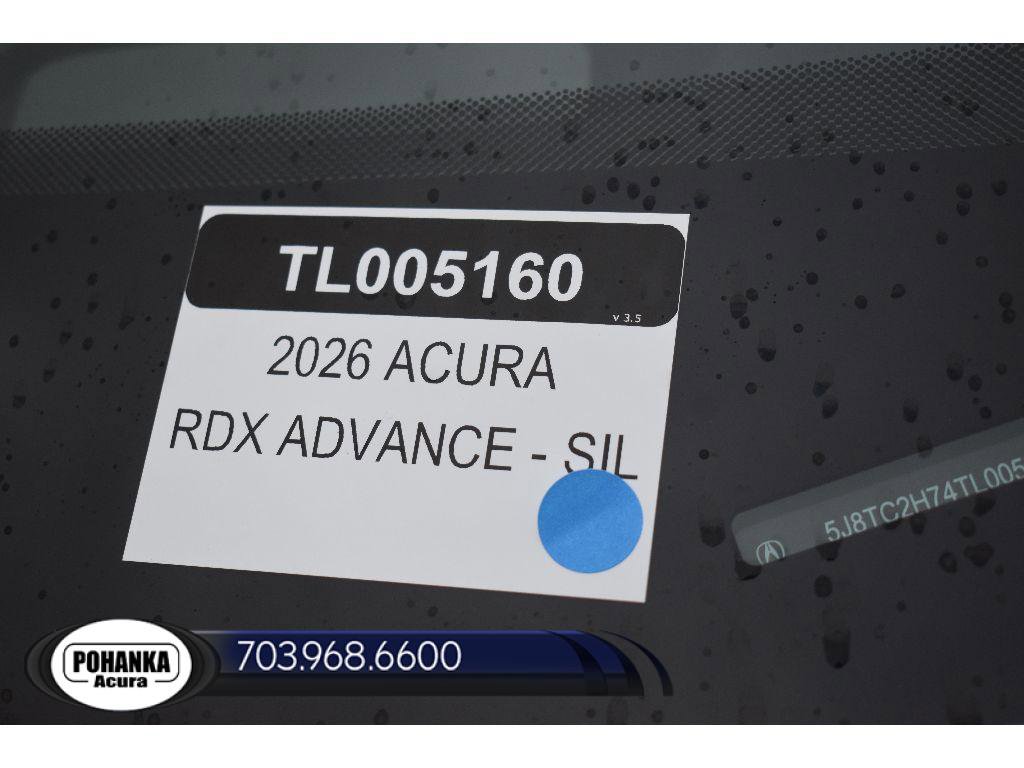 TL005160
v 3.5
2026 ACURA
RDX ADVANCE - SIL
5J8TC2H74TL005
POHANKA
Acura
703.968.6600